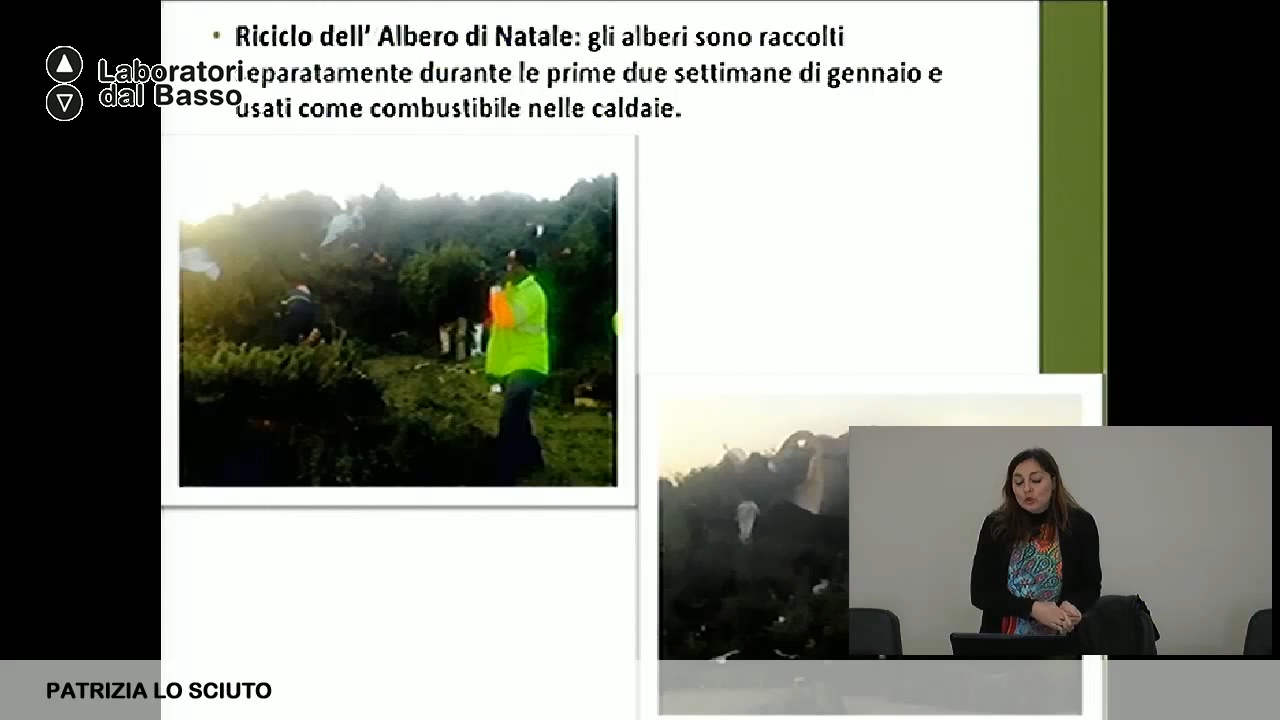 • Riciclo dell' Albero di Natale: gli alberi sono raccolti
separatamente durante le prime due settimane di gennaio e
usati come combustibile nelle caldaie.
Laboratori
dal Basso
PATRIZIA LO SCIUTO